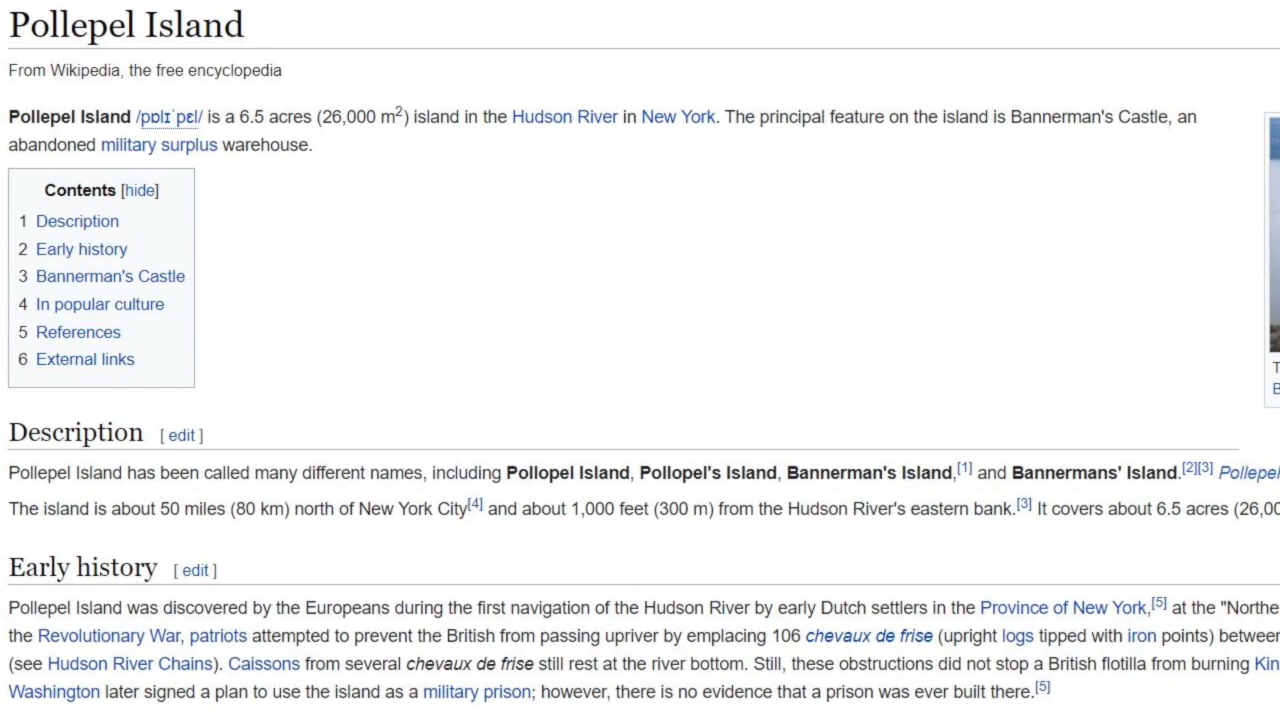 Pollepel Island
From Wikipedia, the free encyclopedia
Pollepel Island /pɒlɪˈpɛl/ is a 6.5 acres (26,000 m2) island in the Hudson River in New York. The principal feature on the island is Bannerman's Castle, an
abandoned military surplus warehouse.
Contents [hide]
1 Description
2 Early history
3 Bannerman's Castle
4 In popular culture
5 References
6 External links
Description [ edit ]
Pollepel Island has been called many different names, including Pollopel Island, Pollopel's Island, Bannerman's Island,[1] and Bannermans' Island.[2][3] Pollepel
The island is about 50 miles (80 km) north of New York City[4] and about 1,000 feet (300 m) from the Hudson River's eastern bank.[3] It covers about 6.5 acres (26,00
Early history [ edit ]
Pollepel Island was discovered by the Europeans during the first navigation of the Hudson River by early Dutch settlers in the Province of New York,[5] at the "Northe
the Revolutionary War, patriots attempted to prevent the British from passing upriver by emplacing 106 chevaux de frise (upright logs tipped with iron points) between
(see Hudson River Chains). Caissons from several chevaux de frise still rest at the river bottom. Still, these obstructions did not stop a British flotilla from burning Kin
Washington later signed a plan to use the island as a military prison; however, there is no evidence that a prison was ever built there.[5]